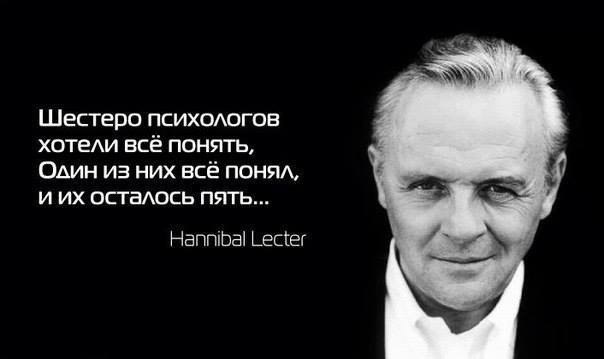 Шестеро психологов
хотели всё понять,
Один из них всё понял,
и их осталось пять...
Hannibal Lecter